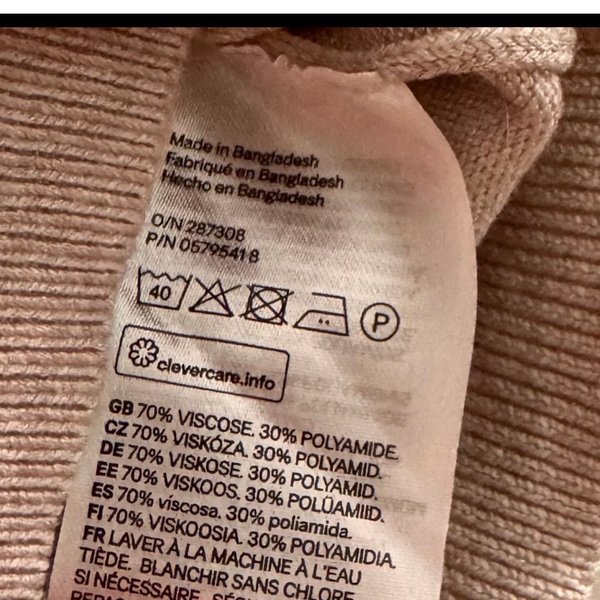 Made in Bangladesh
Fabriqué en Bangladesh
Hecho en Bangladesh
O/N 287308
P/N 0679541 8
40
P
clevercare.info
GB 70% VISCOSE. 30% POLYAMIDE.
CZ 70% VISKÓZA. 30% POLYAMID.
DE 70% VISKOSE. 30% POLYAMID.
EE 70% VISKOOS. 30% POLÜAMIID.
ES 70% viscosa. 30% poliamida.
FI 70% VISKOOSIA. 30% POLYAMIDIA.
FR LAVER À LA MACHINE À L'EAU
TIÈDE. BLANCHIR SANS CHLORE
SI NÉCESSAIRE.